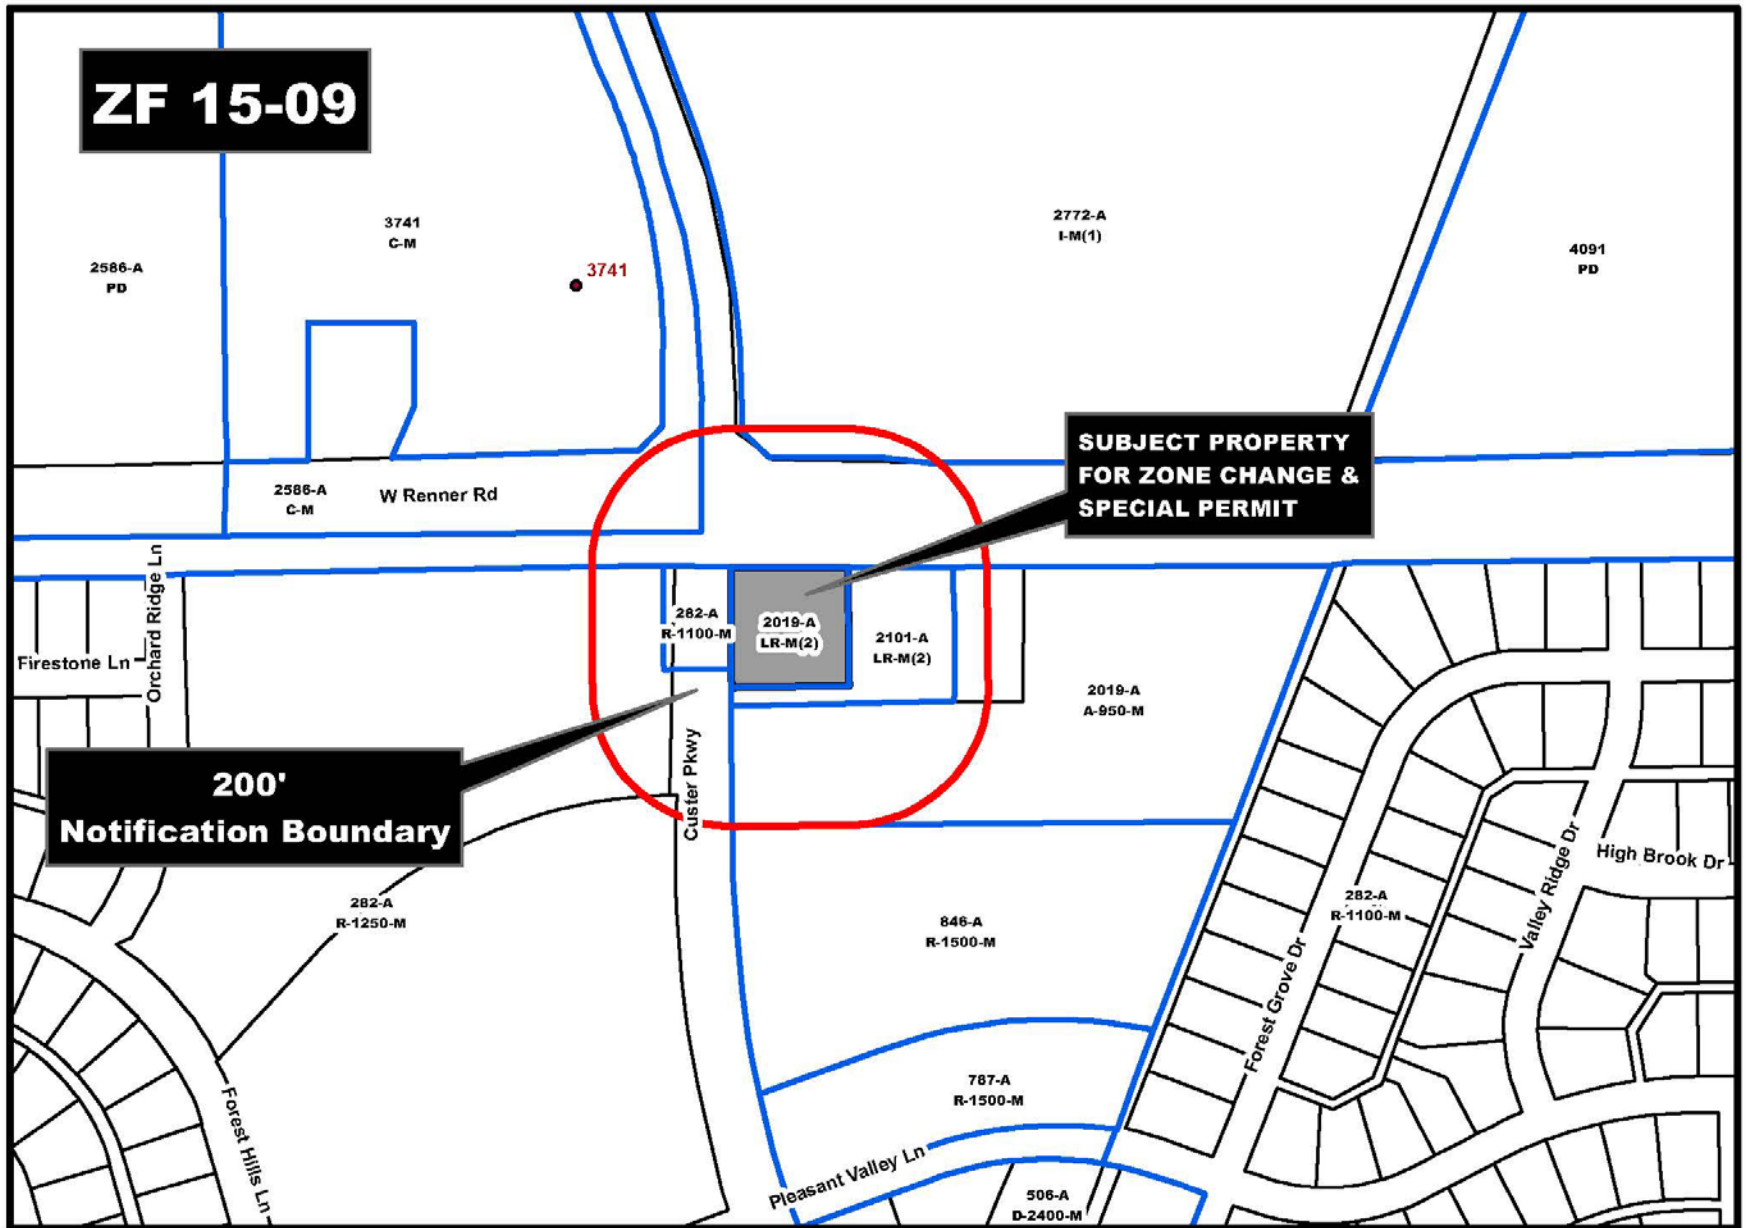 ZF 15-09
3741
C-M
2772-A
I-M(1)
4091
PD
2586-A
PD
3741
SUBJECT PROPERTY
FOR ZONE CHANGE &
SPECIAL PERMIT
2586-A
C-M
W Renner Rd
Orchard Ridge Ln
Firestone Ln
282-A
R-1100-M
2019-A
LR-M(2)
2101-A
LR-M(2)
2019-A
A-950-M
200'
Notification Boundary
Custer Pkwy
282-A
R-1250-M
846-A
R-1500-M
282-A
R-1100-M
Valley Ridge Dr
High Brook Dr
Forest Grove Dr
787-A
R-1500-M
Forest Hills Ln
Pleasant Valley Ln
506-A
D-2400-M